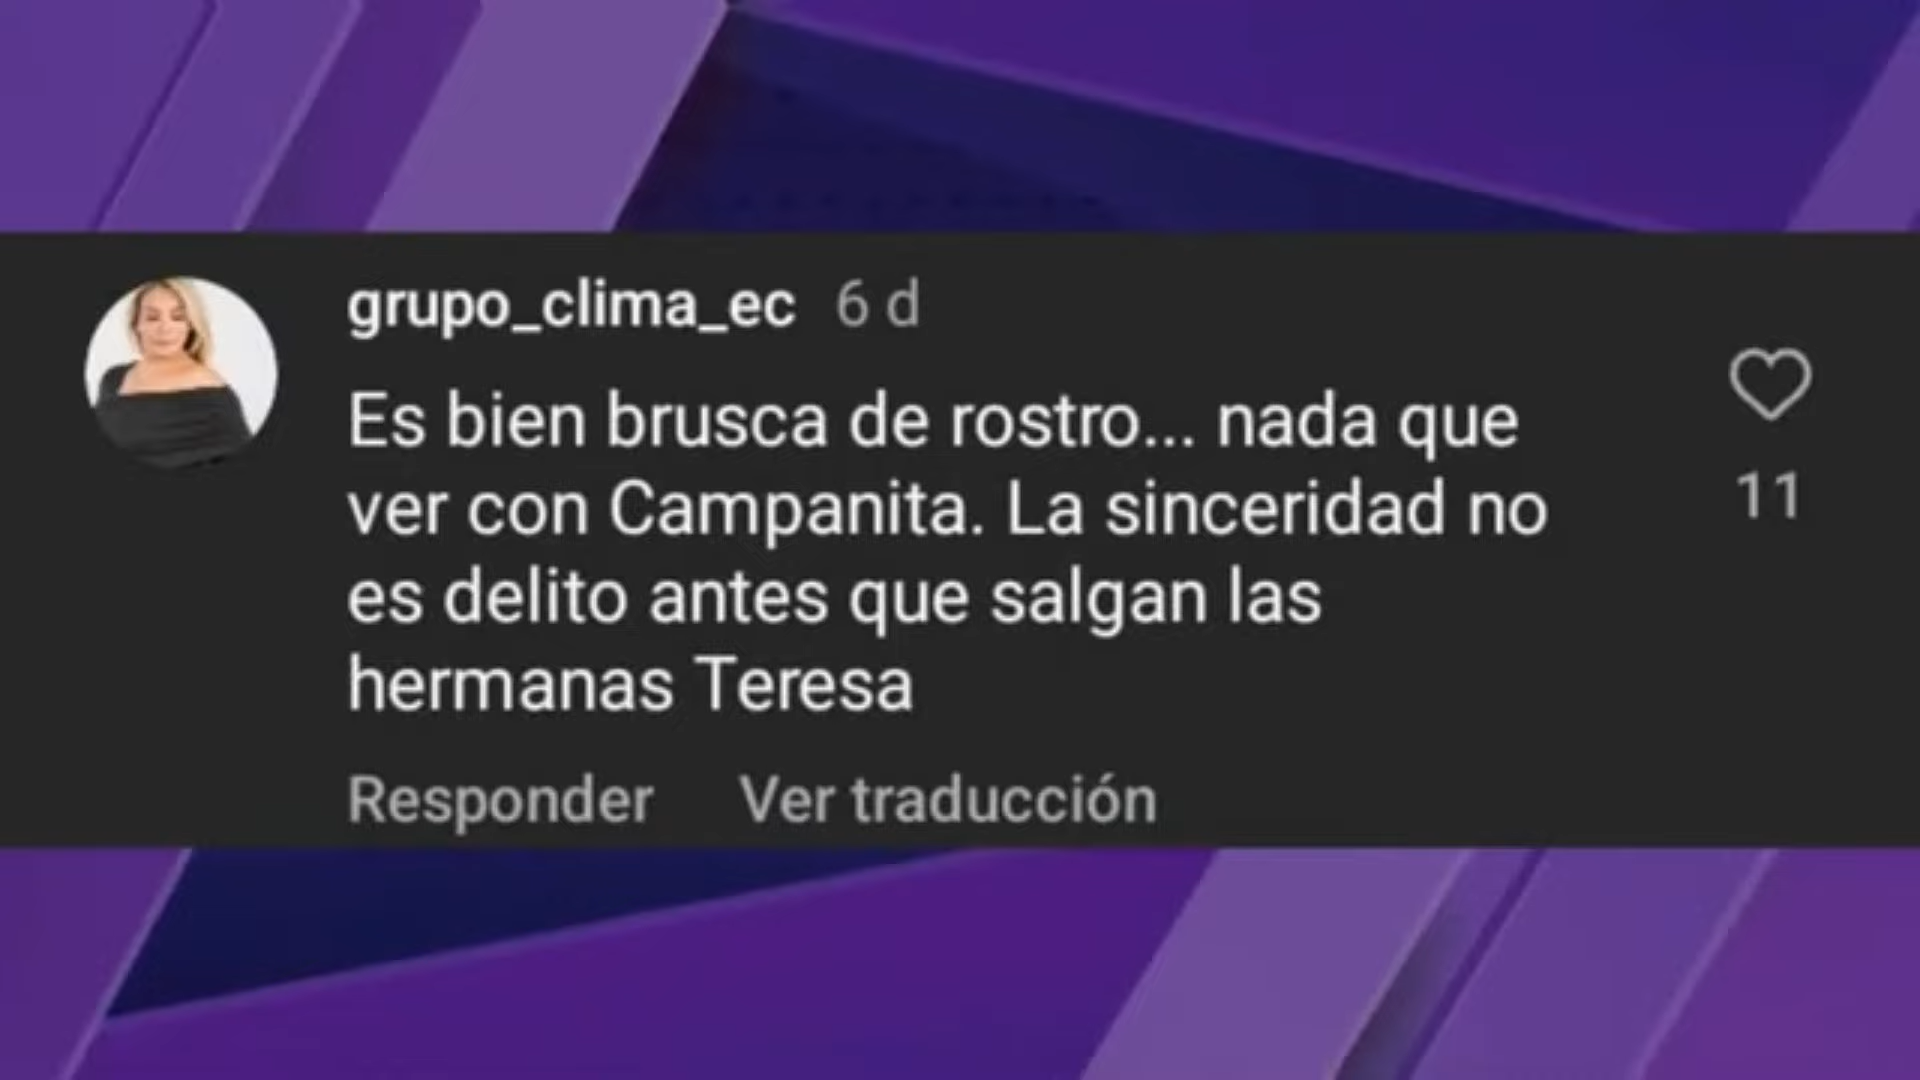 grupo_clima_ec 6 d
Es bien brusca de rostro... nada que
ver con Campanita. La sinceridad no
es delito antes que salgan las
hermanas Teresa
11
Responder Ver traducción